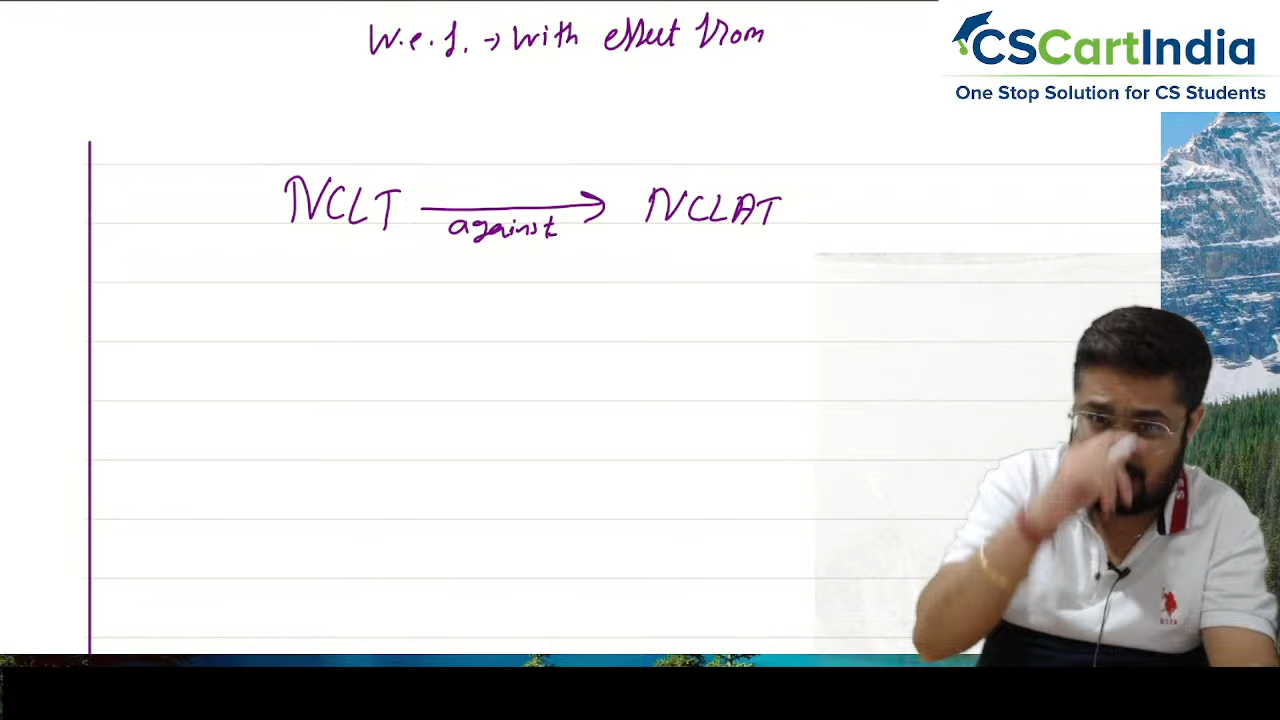 W.e.f. → With effect from
CSCartIndia
One Stop Solution for CS Students
NCLT → NCLAT
against